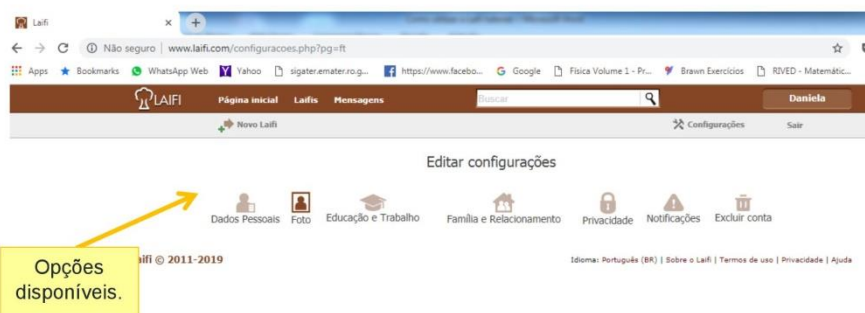 Laifi
Não seguro | www.laifi.com/configuracoes.php?pg=ft
Apps Bookmarks WhatsApp Web Yahoo sigater.emater.ro.g... https://www.facebo... Google Física Volume 1 - Pr... Brawn Exercícios RIVED - Matemátic...
LAIFI Página inicial Laifis Mensagens Buscar Daniela
Novo Laifi Configurações Sair
Editar configurações
Dados Pessoais Foto Educação e Trabalho Família e Relacionamento Privacidade Notificações Excluir conta
Opções
disponíveis.
aifi © 2011-2019 Idioma: Português (BR) | Sobre o Laifi | Termos de uso | Privacidade | Ajuda